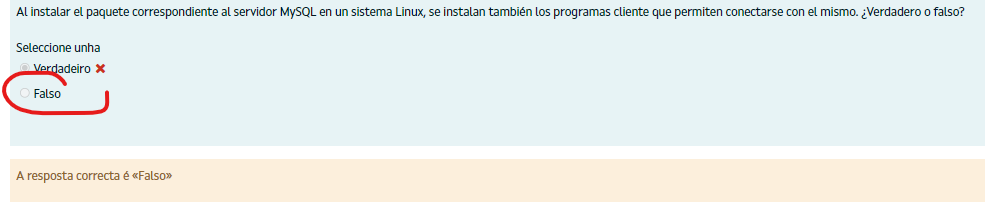 Al instalar el paquete correspondiente al servidor MySQL en un sistema Linux, se instalan también los programas cliente que permiten conectarse con el mismo. ¿Verdadero o falso?
Seleccione unha
Verdadeiro
Falso
A resposta correcta é «Falso»